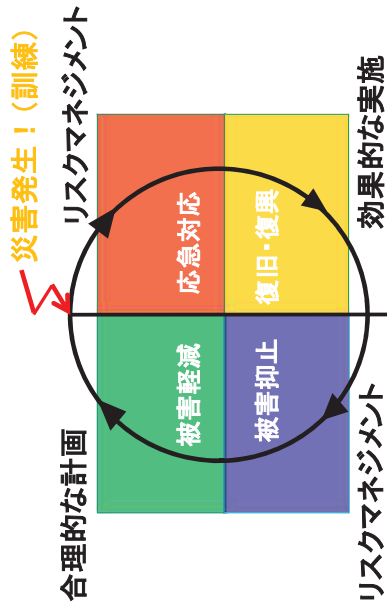 災害発生！(訓練)
合理的な計画
リスクマネジメント
被害軽減
応急対応
被害抑止
復旧・復興
リスクマネジメント
効果的な実施